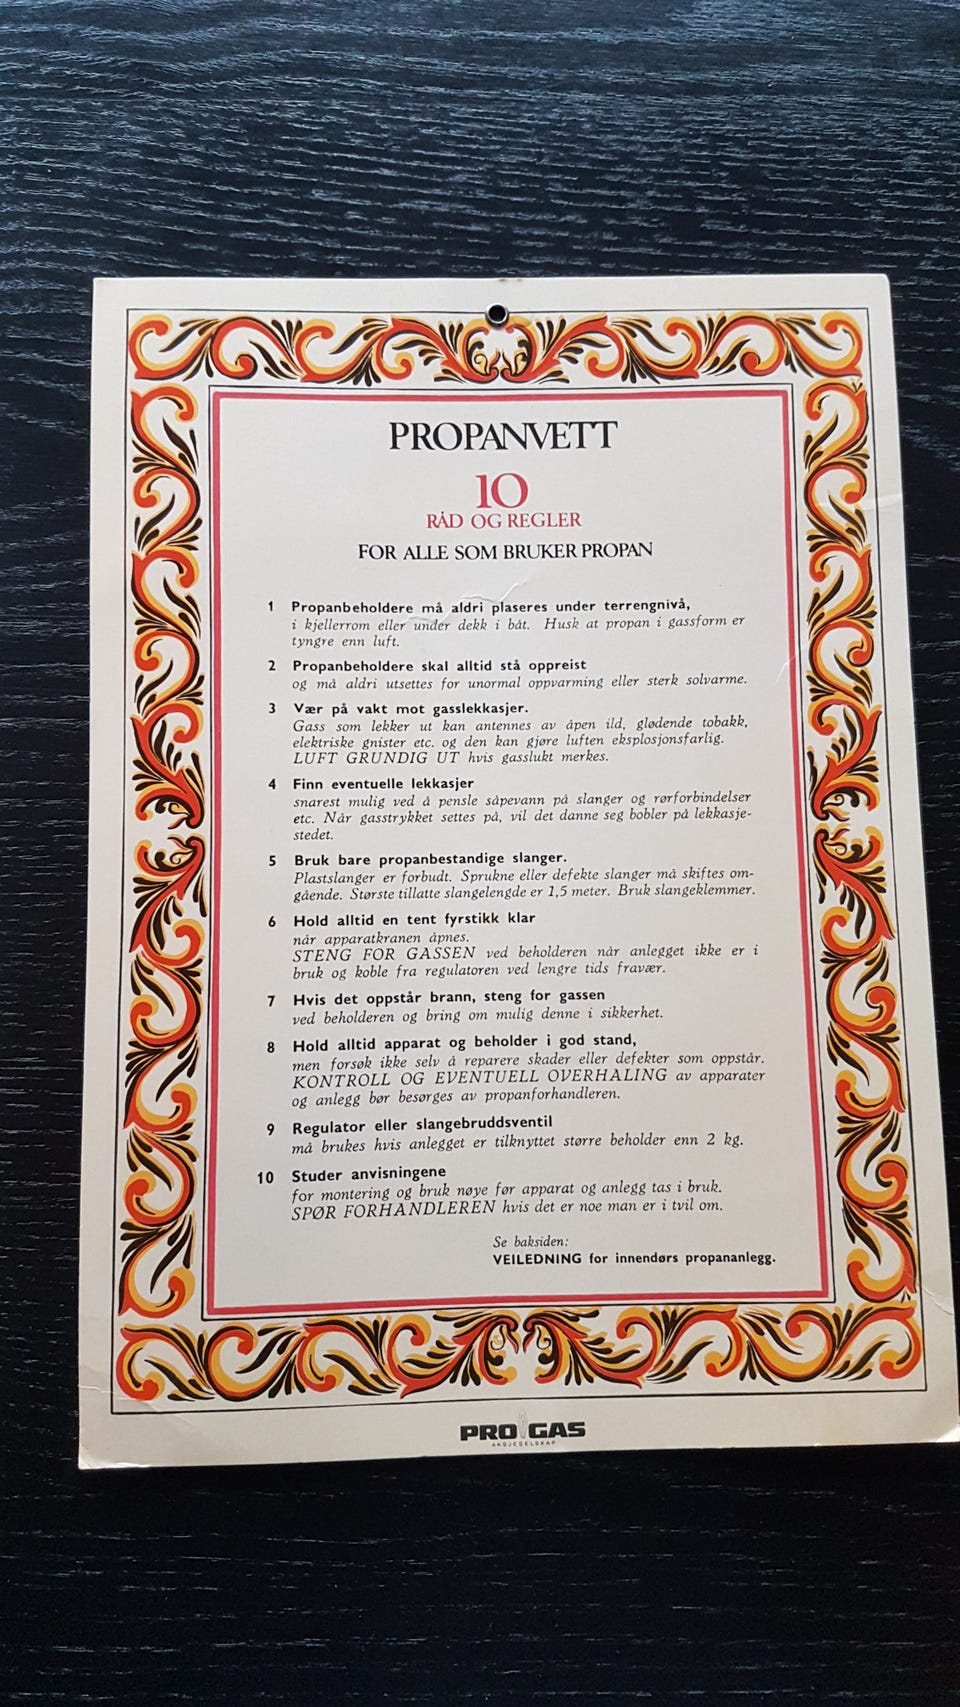 PROPANVETT
10
RÅD OG REGLER
FOR ALLE SOM BRUKER PROPAN
1 Propanbeholdere må aldri plaseres under terrengnivå,
i kjellerrom eller under dekk i båt. Husk at propan i gassform er
tyngre enn luft.
2 Propanbeholdere skal alltid stå oppreist
og må aldri utsettes for unormal oppvarming eller sterk solvarme.
3 Vær på vakt mot gasslekkasjer.
Gass som lekker ut kan antennes av åpen ild, glødende tobakk,
elektriske gnister etc. og den kan gjøre luften eksplosjonsfarlig.
LUFT GRUNDIG UT hvis gasslukt merkes.
4 Finn eventuelle lekkasjer
snarest mulig ved å pensle såpevann på slanger og rørforbindelser
etc. Når gasstrykket settes på, vil det danne seg bobler på lekkasje-
stedet.
5 Bruk bare propanbestandige slanger.
Plastslanger er forbudt. Sprukne eller defekte slanger må skiftes om-
gående. Største tillatte slangelengde er 1,5 meter. Bruk slangeklemmer.
6 Hold alltid en tent fyrstikk klar
når apparatkranen åpnes.
STENG FOR GASSEN ved beholderen når anlegget ikke er i
bruk og koble fra regulatoren ved lengre tids fravær.
7 Hvis det oppstår brann, steng for gassen
ved beholderen og bring om mulig denne i sikkerhet.
8 Hold alltid apparat og beholder i god stand,
men forsøk ikke selv å reparere skader eller defekter som oppstår.
KONTROLL OG EVENTUELL OVERHALING av apparater
og anlegg bør besørges av propanforhandleren.
9 Regulator eller slangebruddsventil
må brukes hvis anlegget er tilknyttet større beholder enn 2 kg.
10 Studer anvisningene
for montering og bruk nøye før apparat og anlegg tas i bruk.
SPØR FORHANDLEREN hvis det er noe man er i tvil om.
Se baksiden:
VEILEDNING for innendørs propananlegg.
PROGAS
AKSJESELSKAP